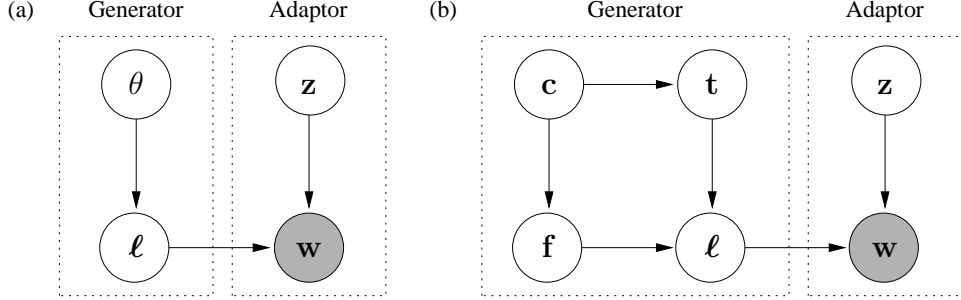 (a) Generator Adaptor (b) Generator Adaptor
θ z c t z
ℓ w f ℓ w